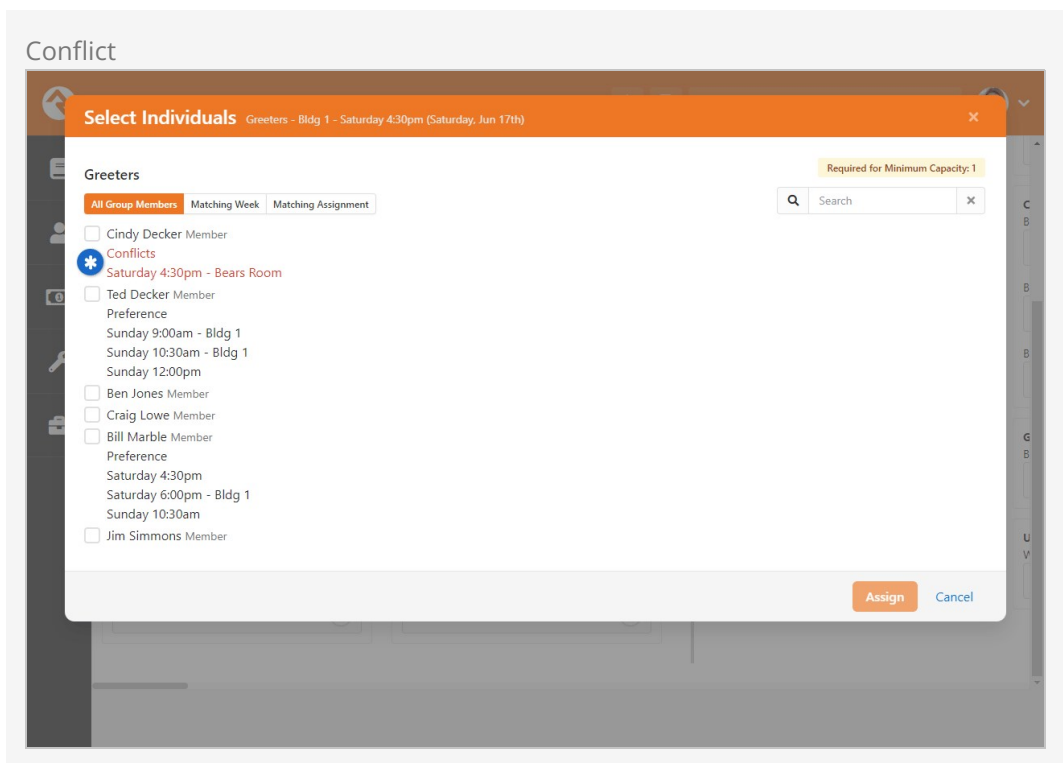 Conflict
Select Individuals Greeters - Bldg 1 - Saturday 4:30pm (Saturday, Jun 17th)
Greeters
Required for Minimum Capacity: 1
All Group Members Matching Week Matching Assignment
Search
Cindy Decker Member
Conflicts
Saturday 4:30pm - Bears Room
Ted Decker Member
Preference
Sunday 9:00am - Bldg 1
Sunday 10:30am - Bldg 1
Sunday 12:00pm
Ben Jones Member
Craig Lowe Member
Bill Marble Member
Preference
Saturday 4:30pm
Saturday 6:00pm - Bldg 1
Sunday 10:30am
Jim Simmons Member
Assign Cancel